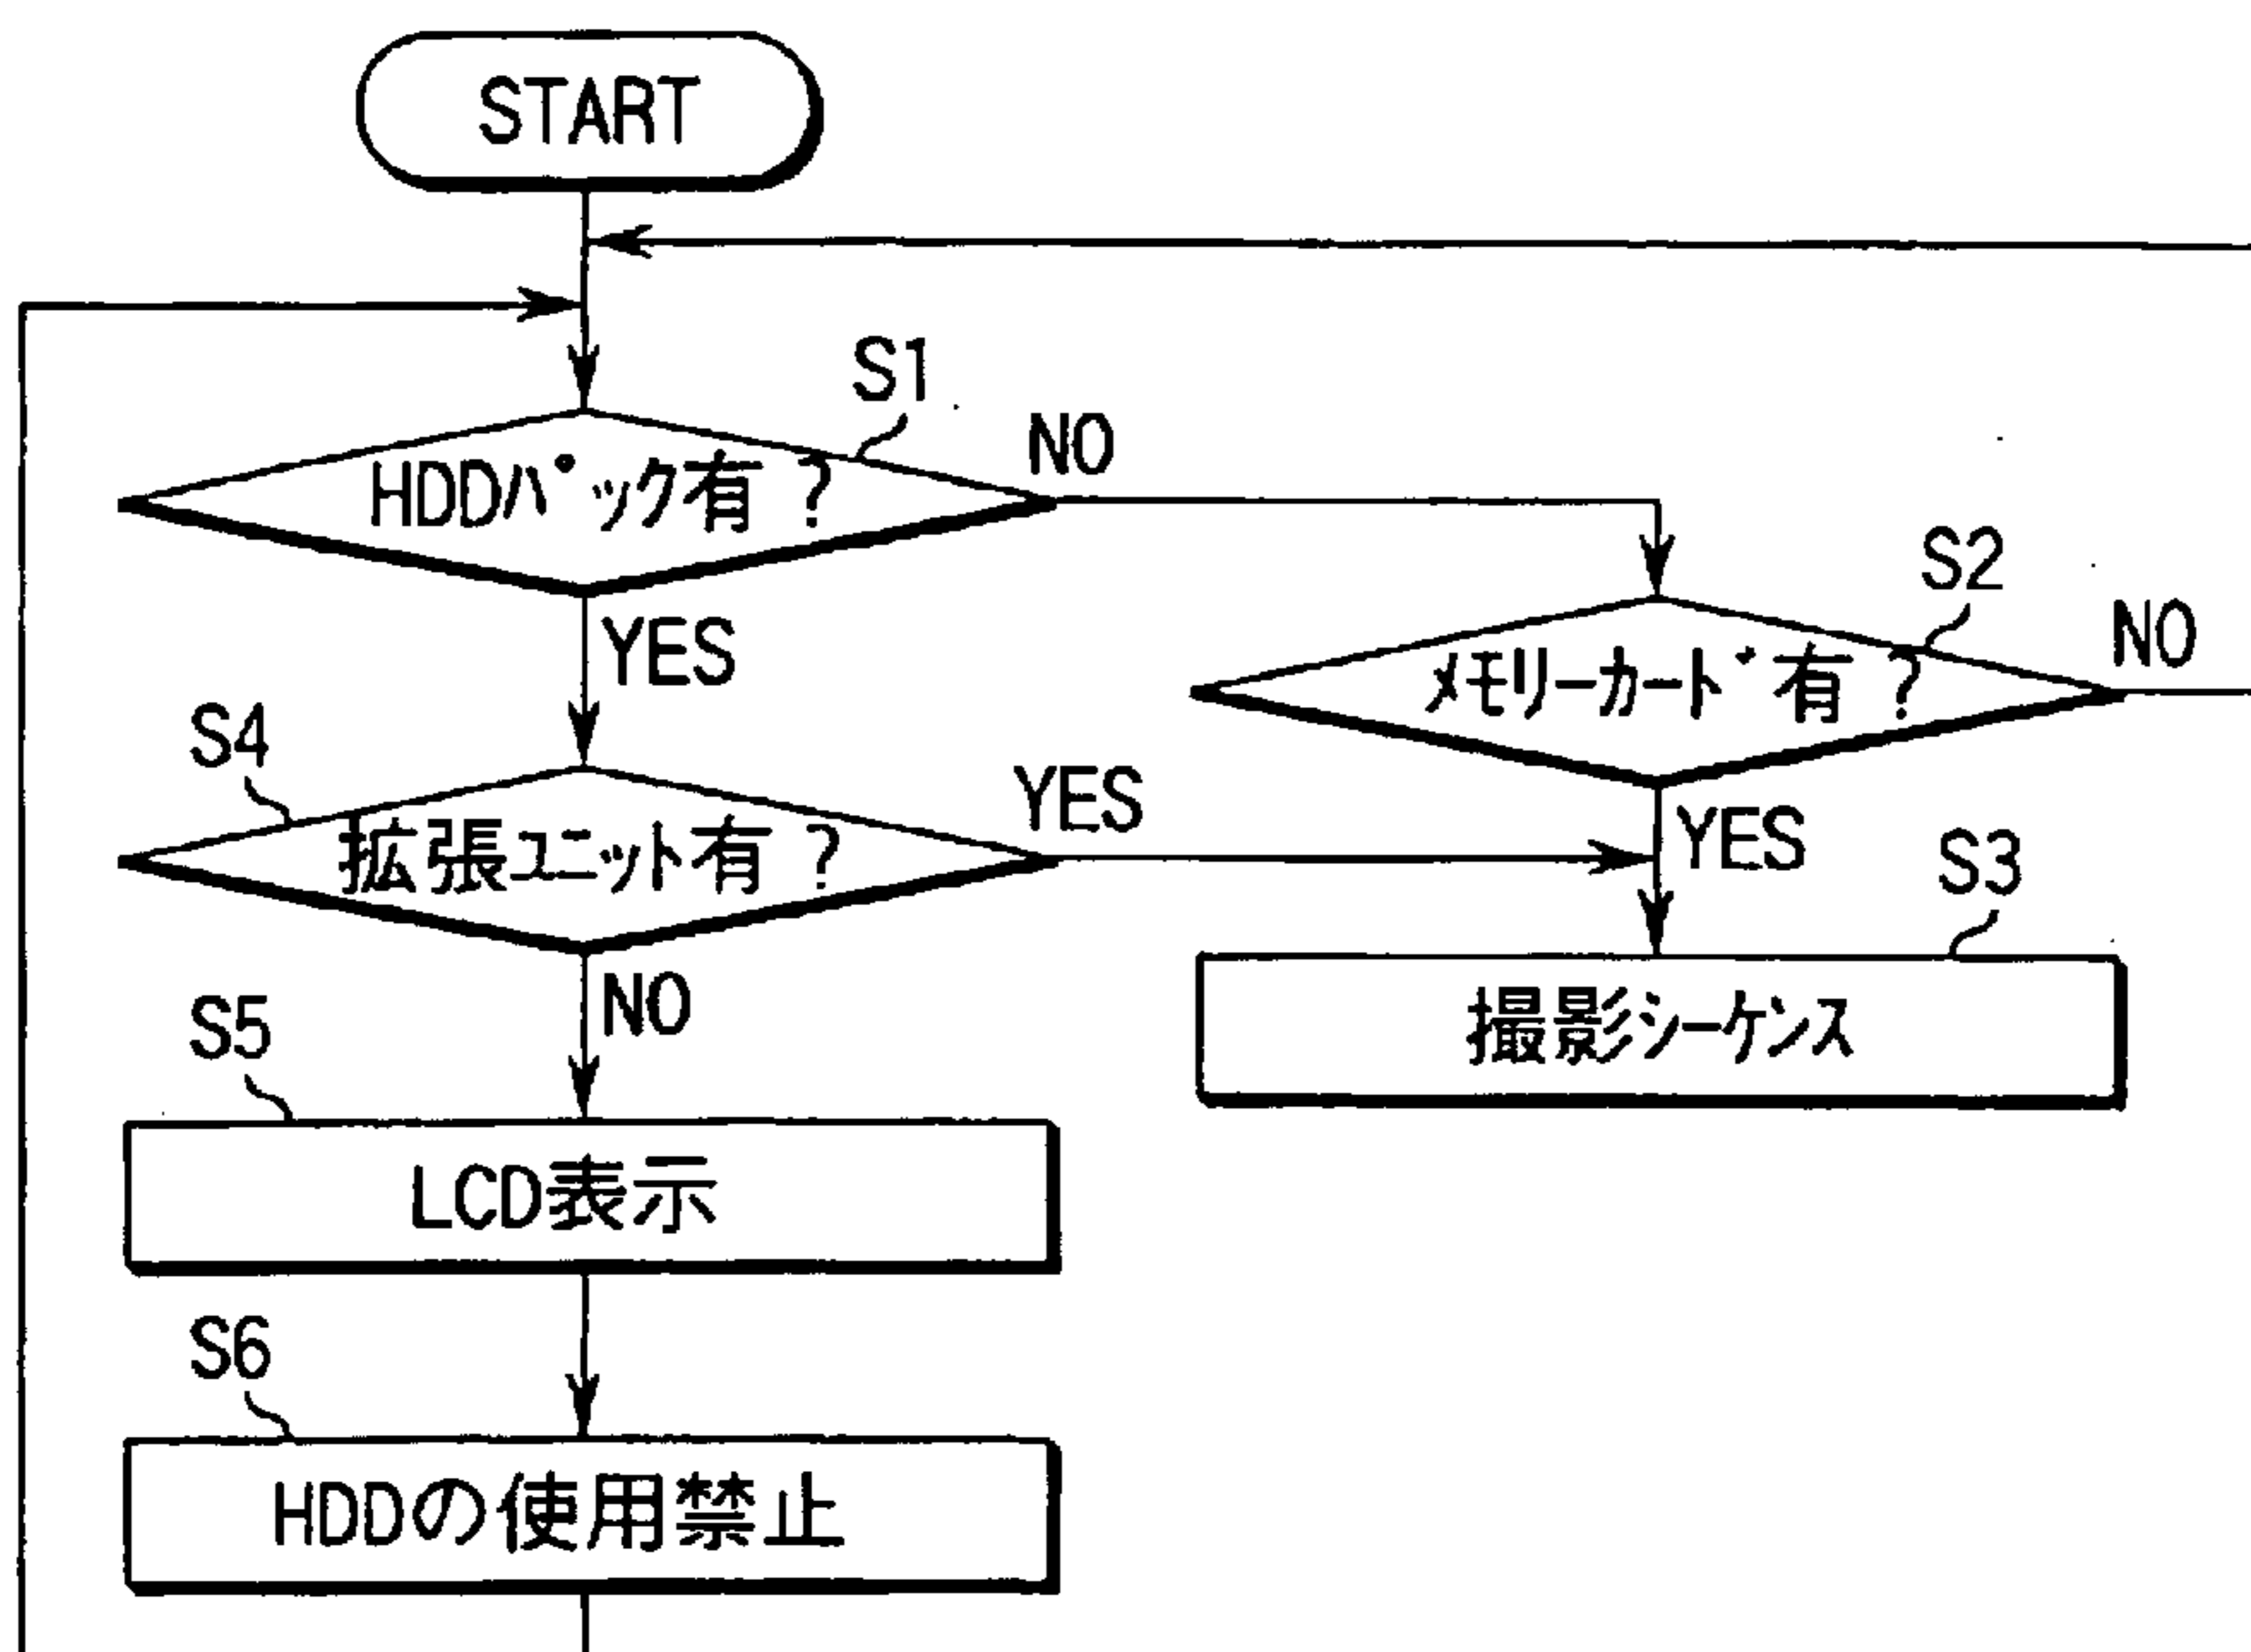 START
S1
HDDパック有 ?
NO
S2
メモリーカード有 ?
NO
YES
S4
拡張ユニット有 ?
YES
YES
S3
撮影シーケンス
NO
S5
LCD表示
S6
HDDの使用禁止